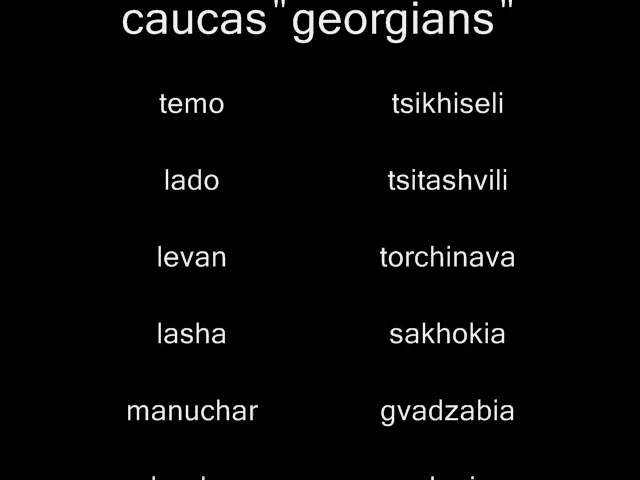 caucas"georgians"
temo tsikhiseli
lado tsitashvili
levan torchinava
lasha sakhokia
manuchar gvadzabia